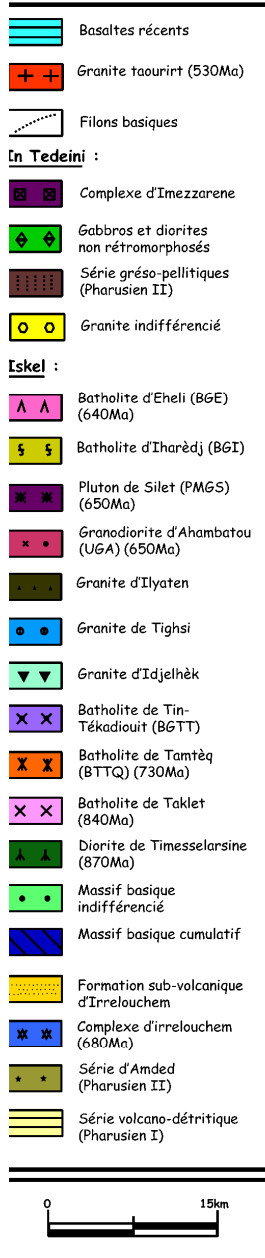 Basaltes récents
Granite taourirt (530Ma)
Filons basiques
In Tedeini :
Complexe d'Imezzarene
Gabbros et diorites
non rétromorphosés
Série gréso-pellitiques
(Pharusien II)
Granite indifférencié
Iskel :
Batholite d'Eheli (BGE)
(640Ma)
Batholite d'Iharèdj (BGI)
Pluton de Silet (PMGS)
(650Ma)
Granodiorite d'Ahambatou
(UGA) (650Ma)
Granite d'Ilyaten
Granite de Tighsi
Granite d'Idjelhèk
Batholite de Tin-
Tékadiouit (BGTT)
Batholite de Tamtèq
(BTTQ) (730Ma)
Batholite de Taklet
(840Ma)
Diorite de Timesselarsine
(870Ma)
Massif basique
indifférencié
Massif basique cumulatif
Formation sub-volcanique
d'Irrelouchem
Complexe d'irrelouchem
(680Ma)
Série d'Amded
(Pharusien II)
Série volcano-détritique
(Pharusien I)
0 15km